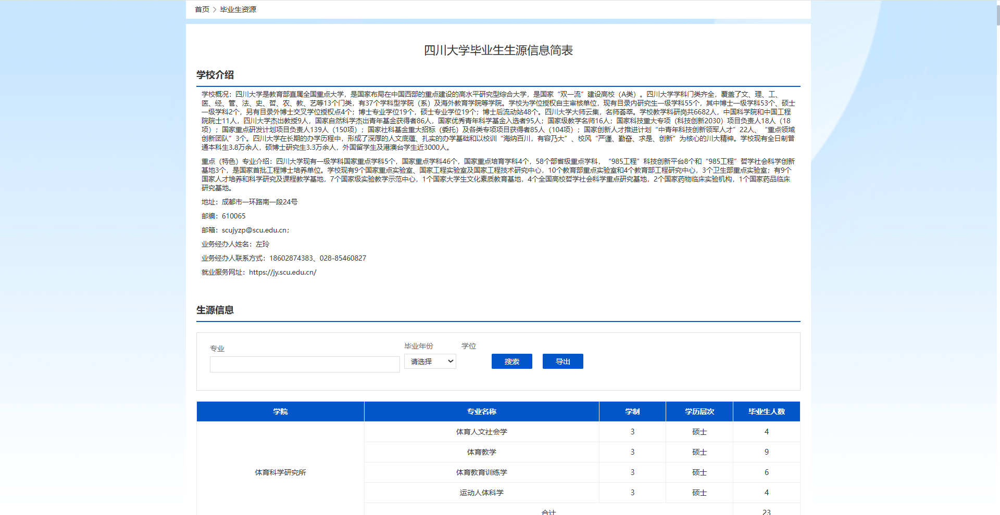 首页 > 毕业生资源
四川大学毕业生生源信息简表
学校介绍
学校概况：四川大学是教育部直属全国重点大学，是国家布局在中国西部的重点建设的高水平研究型综合大学，是国家“双一流”建设高校（A类）。四川大学学科门类齐全，覆盖了文、理、工、
医、经、管、法、史、哲、农、教、艺等13个门类，有37个学科型学院（系）及海外教育学院等学院。学校为学位授权自主审核单位，现有目录内研究生一级学科55个，其中博士一级学科53个、硕士
一级学科2个，另有目录外博士交叉学位授权点4个；博士专业学位19个，硕士专业学位19个；博士后流动站48个。四川大学大师云集，名师荟萃。学校教学科研岗共6682人，中国科学院和中国工程
院院士11人，四川大学杰出教授9人，国家自然科学杰出青年基金获得者86人，国家优秀青年科学基金入选者95人；国家级教学名师16人；国家科技重大专项（科技创新2030）项目负责人18人（18
项）；国家重点研发计划项目负责人139人（150项）；国家社科基金重大招标（委托）及各类专项项目获得者85人（104项）；国家创新人才推进计划“中青年科技创新领军人才”22人、“重点领域
创新团队”3个。四川大学在长期的办学历程中，形成了深厚的人文底蕴、扎实的办学基础和以校训“海纳百川，有容乃大”、校风“严谨、勤奋、求是、创新”为核心的川大精神。学校现有全日制普
通本科生3.8万余人，硕博士研究生3.3万余人，外国留学生及港澳台学生近3000人。
重点（特色）专业介绍：四川大学现有一级学科国家重点学科5个，国家重点学科46个，国家重点培育学科4个，58个部省级重点学科，“985工程”科技创新平台8个和“985工程”哲学社会科学创新
基地3个，是国家首批工程博士培养单位。学校现有9个国家重点实验室、国家工程实验室及国家工程技术研究中心，10个教育部重点实验室和4个教育部工程研究中心，3个卫生部重点实验室；有9个
国家人才培养和科学研究及课程教学基地，7个国家级实验教学示范中心，1个国家大学生文化素质教育基地，4个全国高校哲学社会科学重点研究基地，2个国家药物临床实验机构，1个国家药品临床
研究基地。
地址：成都市一环路南一段24号
邮编：610065
邮箱：scujyzp@scu.edu.cn；
业务经办人姓名：左玲
业务经办人联系方式：18602874383、028-85460827
就业服务网址：https://jy.scu.edu.cn/
生源信息
专业 毕业年份 学位
请选择 搜索 导出
学院 专业名称 学制 学历层次 毕业生人数
体育人文社会学 3 硕士 4
体育教学 3 硕士 9
体育科学研究所 体育教育训练学 3 硕士 6
运动人体科学 3 硕士 4
合计 23